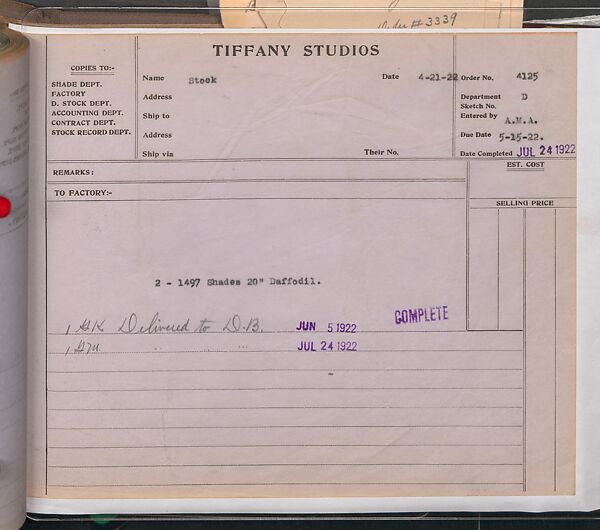 Order # 3339
TIFFANY STUDIOS
COPIES TO:-
SHADE DEPT.
FACTORY
D. STOCK DEPT.
ACCOUNTING DEPT.
CONTRACT DEPT.
STOCK RECORD DEPT.
Name Stock Date 4-21-22
Address
Ship to
Address
Ship via Their No.
Order No. 4125
Department D
Sketch No.
Entered by A.M.A.
Due Date 5-15-22.
Date Completed JUL 24 1922
REMARKS:
EST. COST
TO FACTORY:-
SELLING PRICE
2 - 1497 Shades 20" Daffodil.
1 GK Delivered to D.B. JUN 5 1922 COMPLETE
1 " " " JUL 24 1922